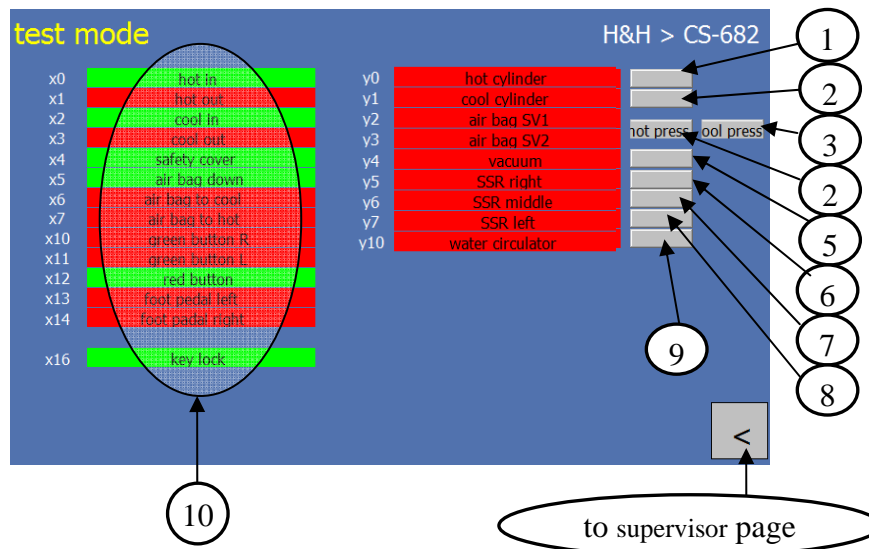 test mode
H&H > CS-682
x0 hot in
x1 hot out
x2 cool in
x3 cool out
x4 safety cover
x5 air bag down
x6 air bag to cool
x7 air bag to hot
x10 green button R
x11 green button L
x12 red button
x13 foot pedal left
x14 foot padal right
x16 key lock
y0 hot cylinder
y1 cool cylinder
y2 air bag SV1
y3 air bag SV2
hot press ool press
y4 vacuum
y5 SSR right
y6 SSR middle
y7 SSR left
y10 water circulator
1
2
3
2
5
6
7
8
9
10
<
to supervisor page